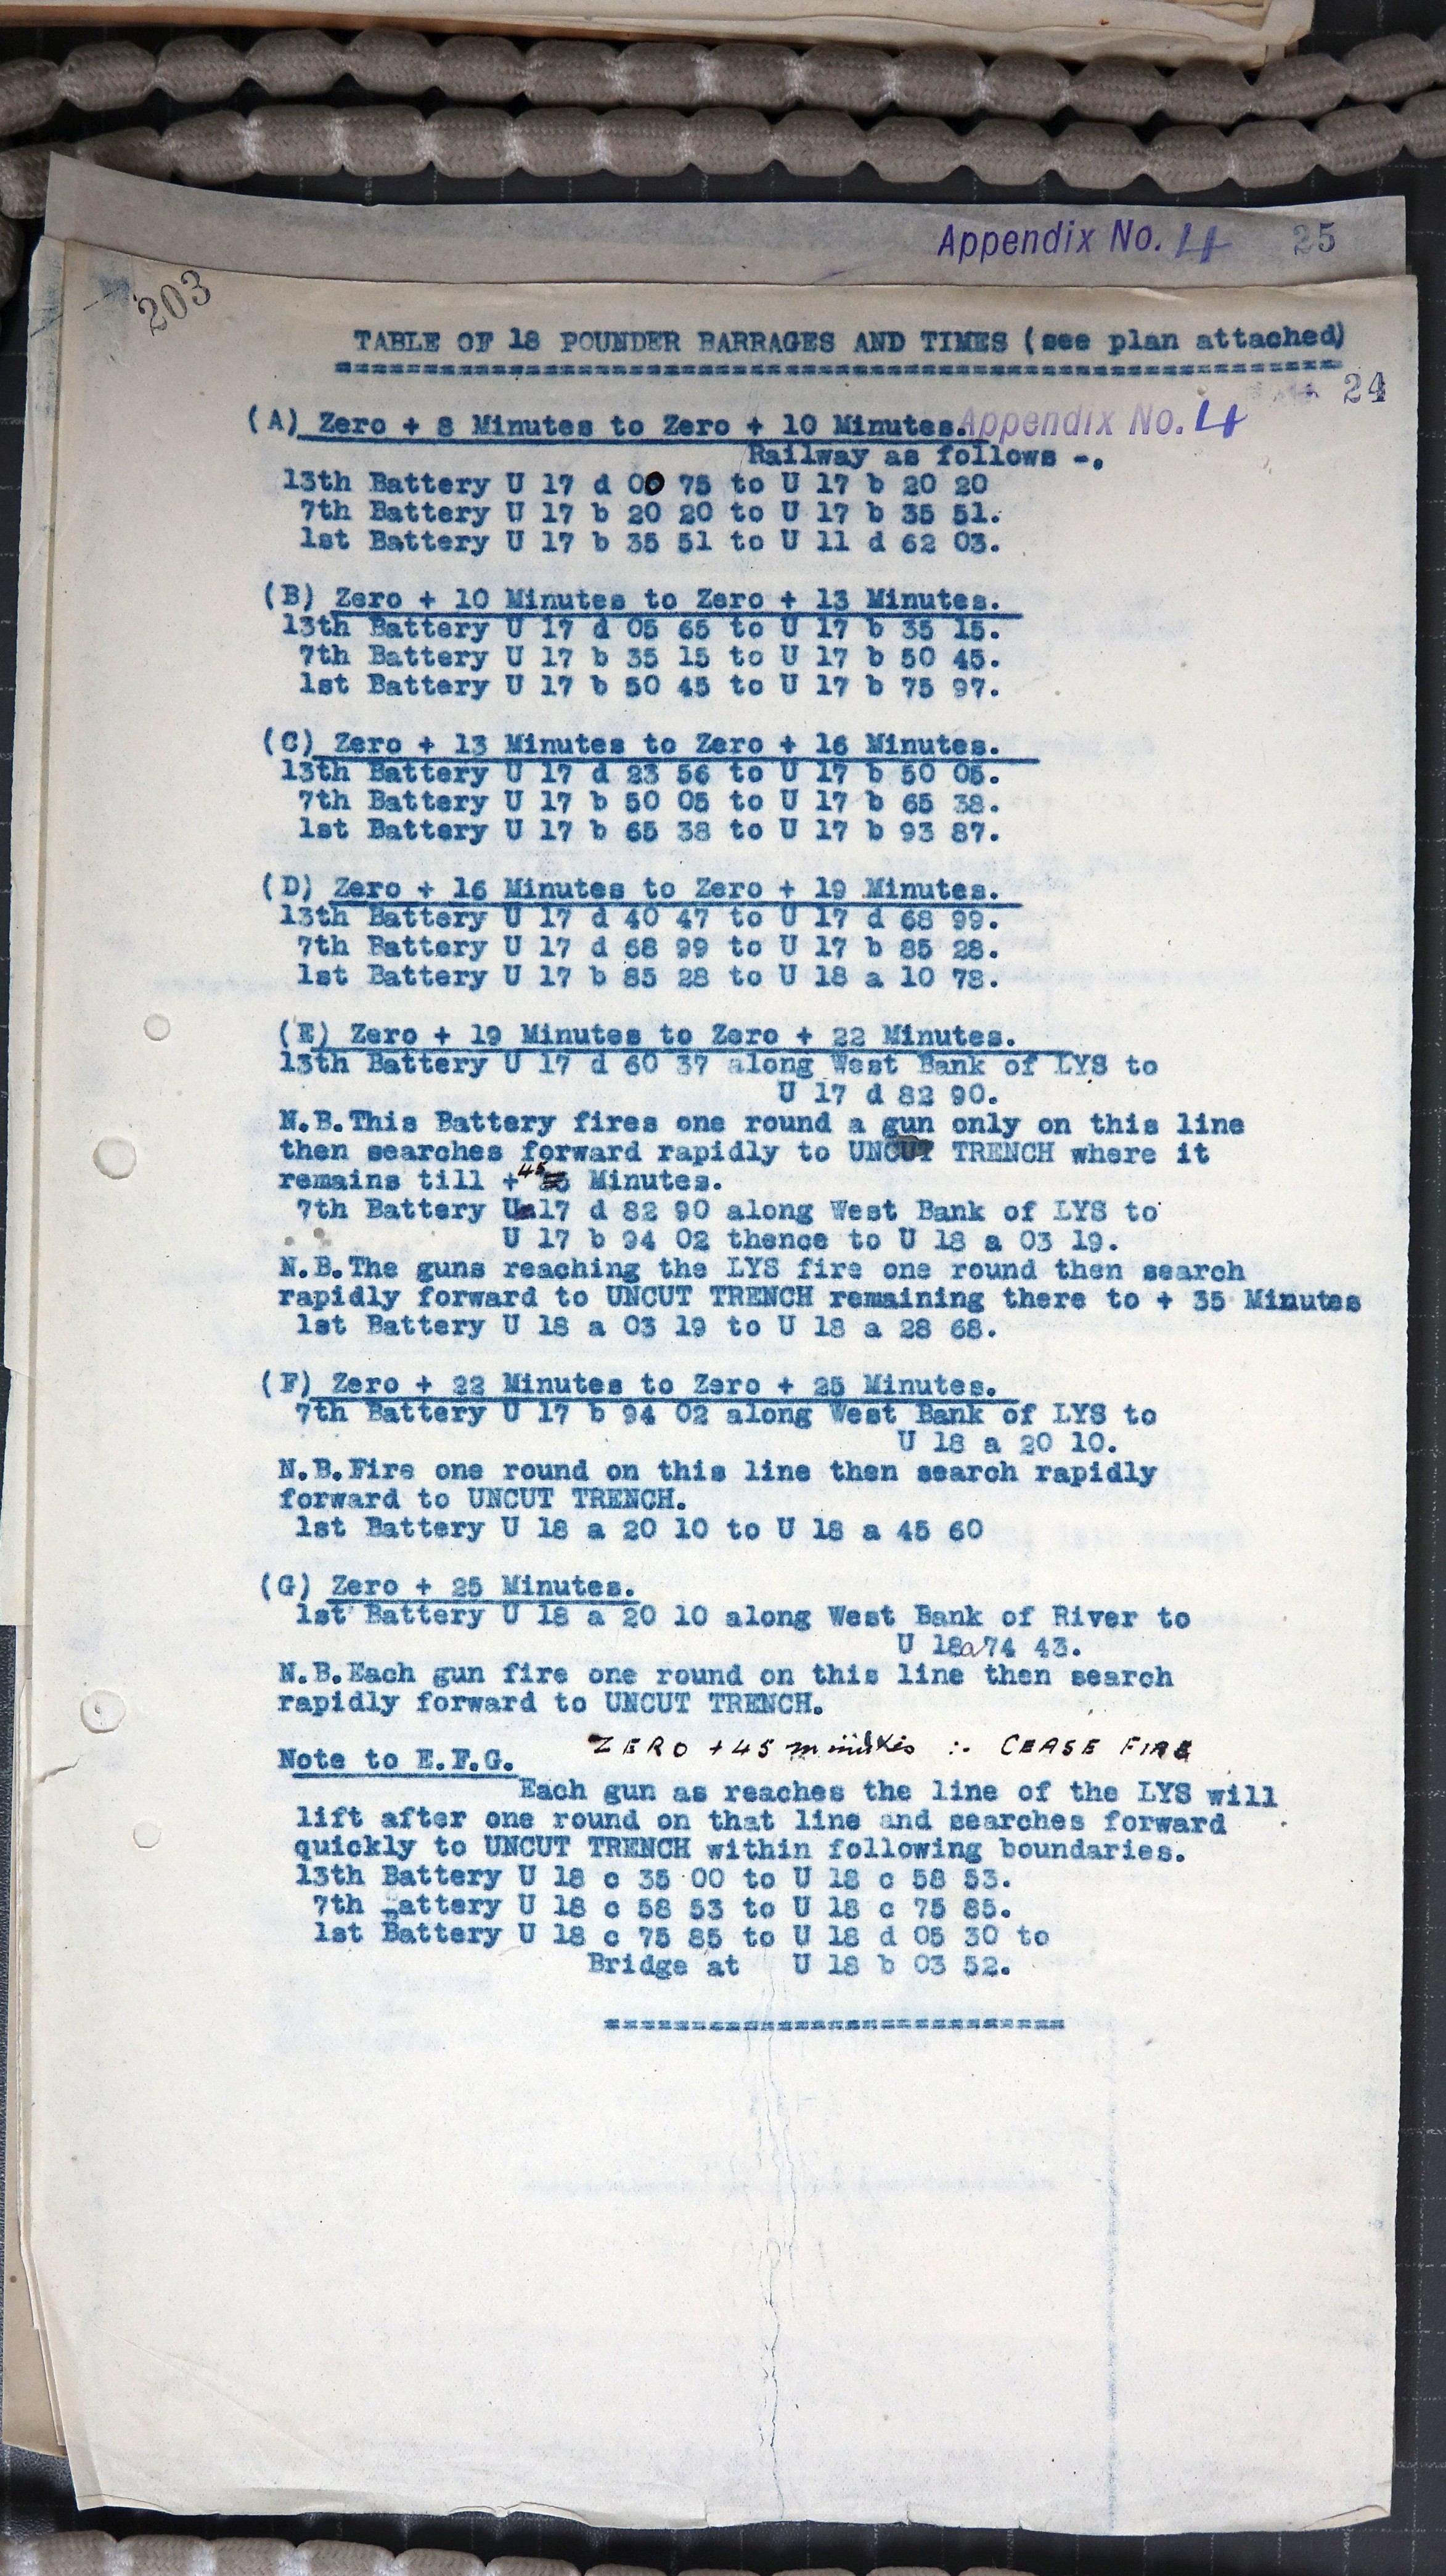 Appendix No. 4 25
203
TABLE OF 18 POUNDER BARRAGES AND TIMES (see plan attached)
24
(A) Zero + 8 Minutes to Zero + 10 Minutes. Appendix No. 4
Railway as follows -.
13th Battery U 17 d 00 75 to U 17 b 20 20
7th Battery U 17 b 20 20 to U 17 b 35 51.
1st Battery U 17 b 35 51 to U 11 d 62 03.
(B) Zero + 10 Minutes to Zero + 13 Minutes.
13th Battery U 17 d 05 65 to U 17 b 35 15.
7th Battery U 17 b 35 15 to U 17 b 50 45.
1st Battery U 17 b 50 45 to U 17 b 75 97.
(C) Zero + 13 Minutes to Zero + 16 Minutes.
13th Battery U 17 d 23 56 to U 17 b 50 05.
7th Battery U 17 b 50 05 to U 17 b 65 38.
1st Battery U 17 b 65 38 to U 17 b 93 87.
(D) Zero + 16 Minutes to Zero + 19 Minutes.
13th Battery U 17 d 40 47 to U 17 d 68 99.
7th Battery U 17 d 68 99 to U 17 b 85 28.
1st Battery U 17 b 85 28 to U 18 a 10 78.
(E) Zero + 19 Minutes to Zero + 22 Minutes.
13th Battery U 17 d 60 37 along West Bank of LYS to
U 17 d 82 90.
N.B.This Battery fires one round a gun only on this line
then searches forward rapidly to UNCUT TRENCH where it
remains till + 45 Minutes.
7th Battery U 17 d 82 90 along West Bank of LYS to
U 17 b 94 02 thence to U 18 a 03 19.
N.B.The guns reaching the LYS fire one round then search
rapidly forward to UNCUT TRENCH remaining there to + 35 Minutes
1st Battery U 18 a 03 19 to U 18 a 28 68.
(F) Zero + 22 Minutes to Zero + 25 Minutes.
7th Battery U 17 b 94 02 along West Bank of LYS to
U 18 a 20 10.
N.B.Fire one round on this line then search rapidly
forward to UNCUT TRENCH.
1st Battery U 18 a 20 10 to U 18 a 45 60
(G) Zero + 25 Minutes.
1st Battery U 18 a 20 10 along West Bank of River to
U 18a74 43.
N.B.Each gun fire one round on this line then search
rapidly forward to UNCUT TRENCH.
ZERO +45 minutes :- CEASE FIRE
Note to E.F.G.
Each gun as reaches the line of the LYS will
lift after one round on that line and searches forward
quickly to UNCUT TRENCH within following boundaries.
13th Battery U 18 c 35 00 to U 18 c 58 53.
7th Battery U 18 c 58 53 to U 18 c 75 85.
1st Battery U 18 c 75 85 to U 18 d 05 30 to
Bridge at U 18 b 03 52.